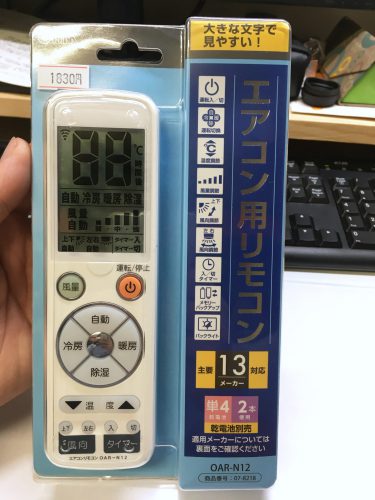 1830円
88
℃
時間後
自動 冷房 暖房 除湿
風量
自動
上下
左右
タイマー
入
切
運転/停止
風量
自動
冷房
暖房
除湿
▼ 温度 ▲
上下 左右 入 切
風向 タイマー
エアコンリモコン OAR-N12
大きな文字で
見やすい!
エアコン用リモコン
運転入/切
運転切換
温度調節
風量調節
上下
風向調節
左右
風向調節
入/切
タイマー
メモリー
バックアップ
バックライト
主要 13 対応
メーカー
単4 2本
乾電池 使用
乾電池別売
適用メーカーについては
裏面をご確認ください
OAR-N12
商品番号: 07-8218